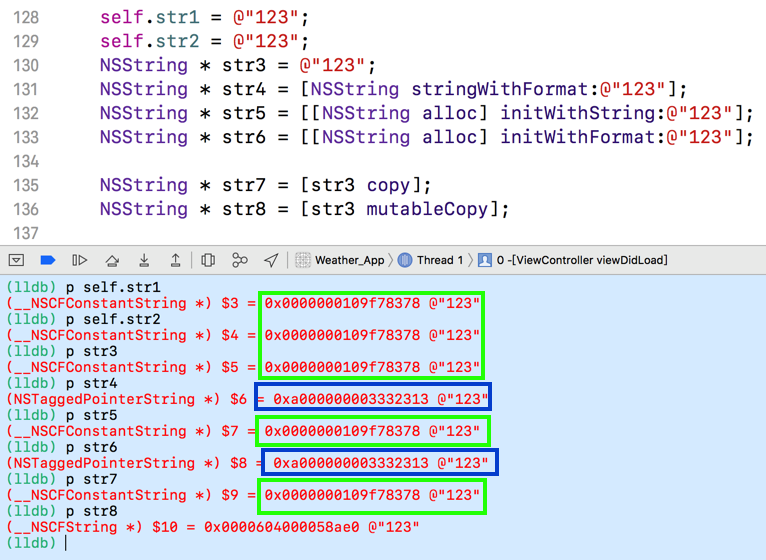 128 self.str1 = @"123";
129 self.str2 = @"123";
130 NSString * str3 = @"123";
131 NSString * str4 = [NSString stringWithFormat:@"123"];
132 NSString * str5 = [[NSString alloc] initWithString:@"123"];
133 NSString * str6 = [[NSString alloc] initWithFormat:@"123"];
134
135 NSString * str7 = [str3 copy];
136 NSString * str8 = [str3 mutableCopy];
137
Weather_App Thread 1 0 -[ViewController viewDidLoad]
(lldb) p self.str1
(__NSCFConstantString *) $3 = 0x0000000109f78378 @"123"
(lldb) p self.str2
(__NSCFConstantString *) $4 = 0x0000000109f78378 @"123"
(lldb) p str3
(__NSCFConstantString *) $5 = 0x0000000109f78378 @"123"
(lldb) p str4
(NSTaggedPointerString *) $6 = 0xa000000003332313 @"123"
(lldb) p str5
(__NSCFConstantString *) $7 = 0x0000000109f78378 @"123"
(lldb) p str6
(NSTaggedPointerString *) $8 = 0xa000000003332313 @"123"
(lldb) p str7
(__NSCFConstantString *) $9 = 0x0000000109f78378 @"123"
(lldb) p str8
(__NSCFString *) $10 = 0x0000604000058ae0 @"123"
(lldb)